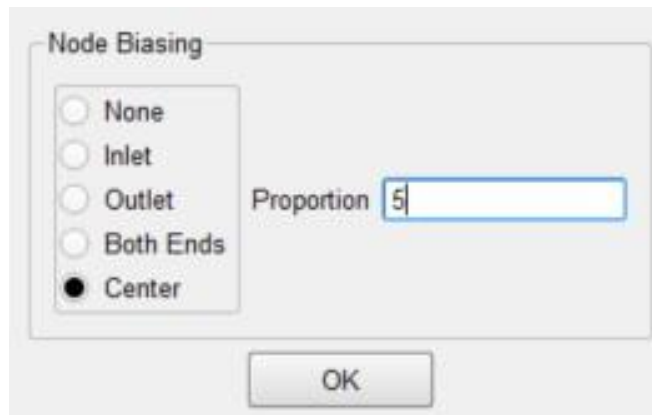 Node Biasing
None
Inlet
Outlet
Both Ends
Center
Proportion 5
OK